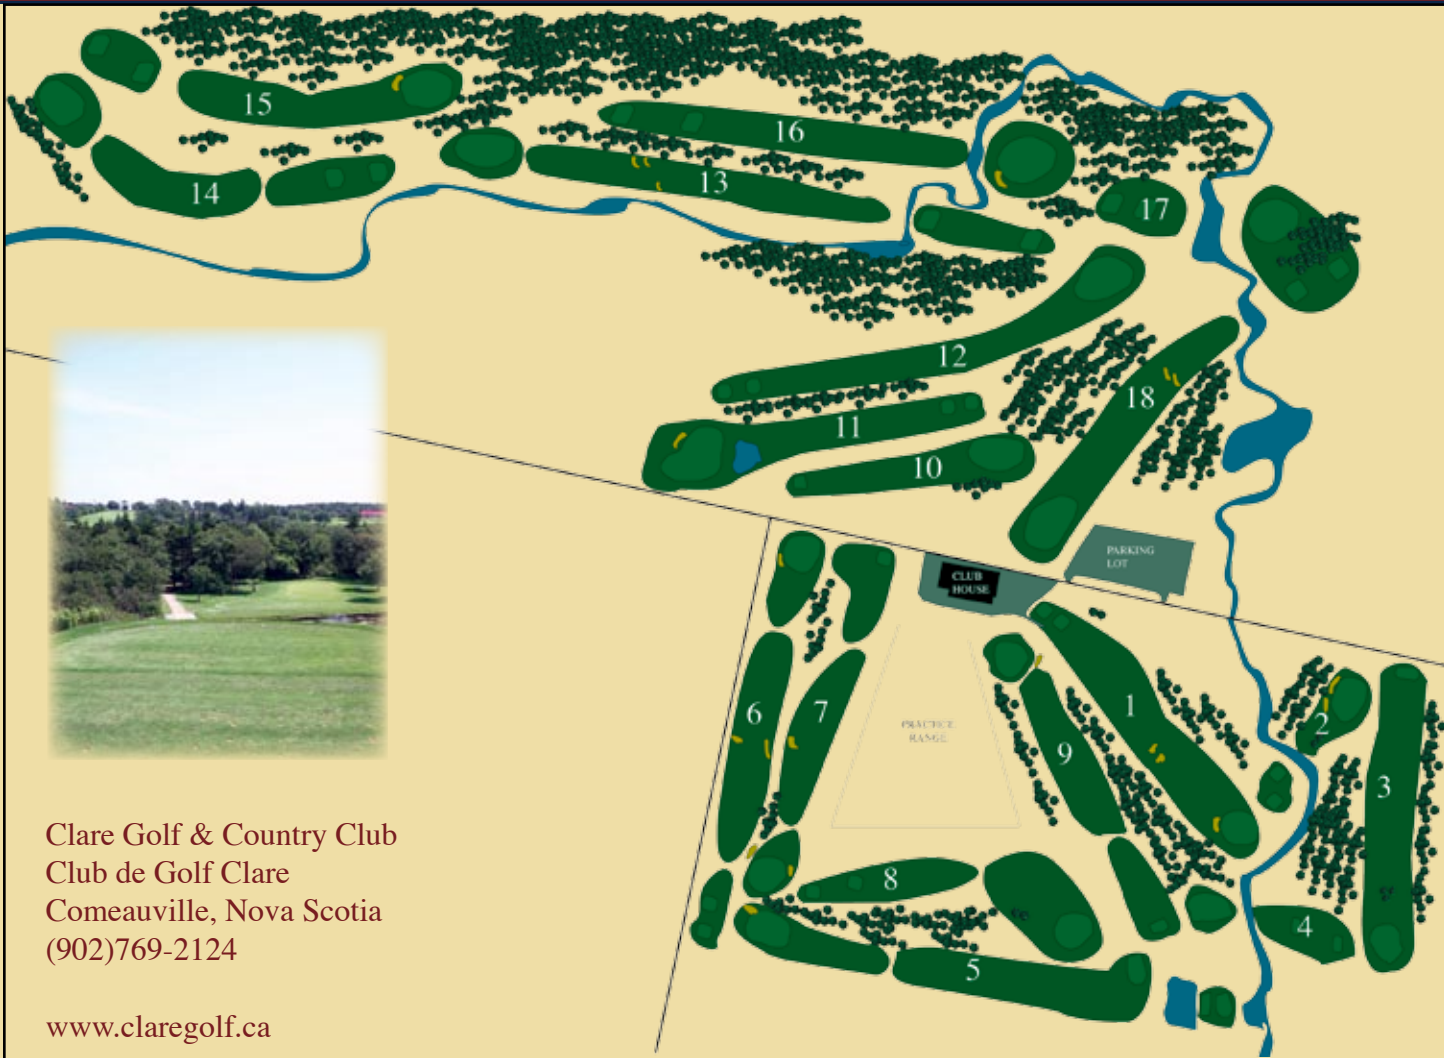 15
16
14
13
17
12
18
11
10
PARKING
LOT
CLUB
HOUSE
6
7
PRACTICE
RANGE
1
9
2
3
8
4
5
Clare Golf & Country Club
Club de Golf Clare
Comeauville, Nova Scotia
(902)769-2124
www.claregolf.ca